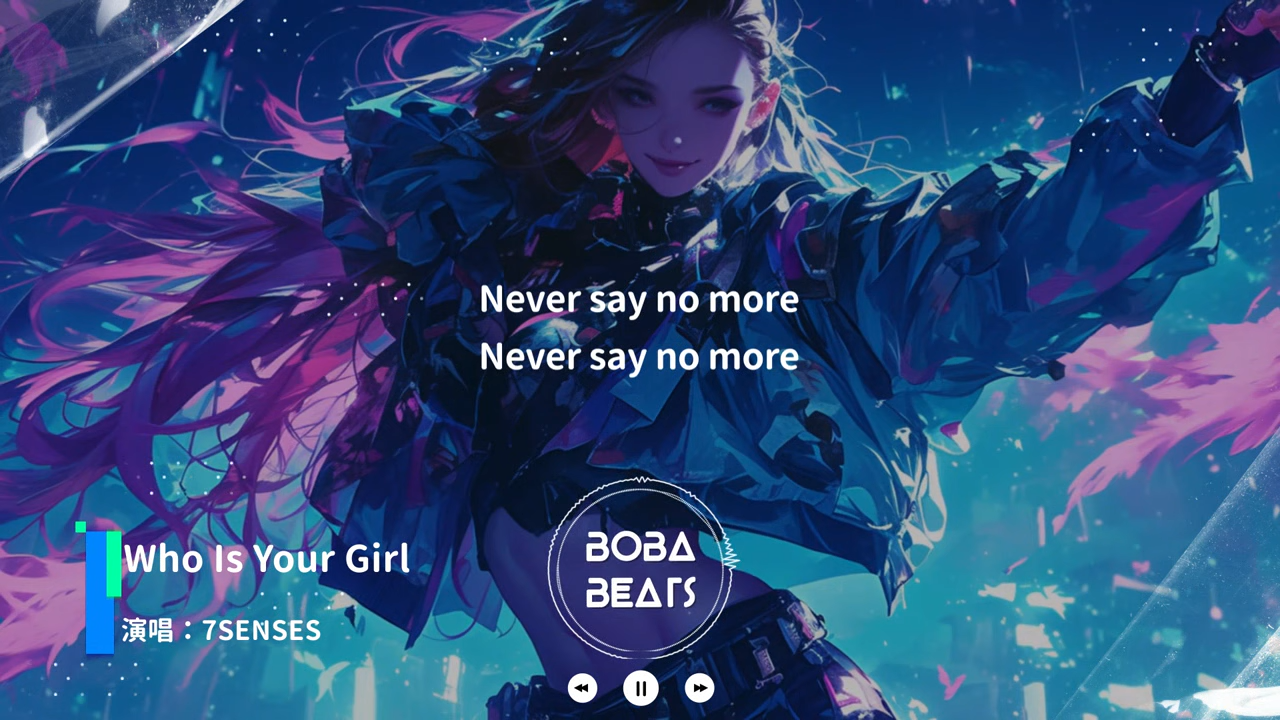 Never say no more
Never say no more
Who Is Your Girl
演唱：7SENSES
BOBA
BEATS